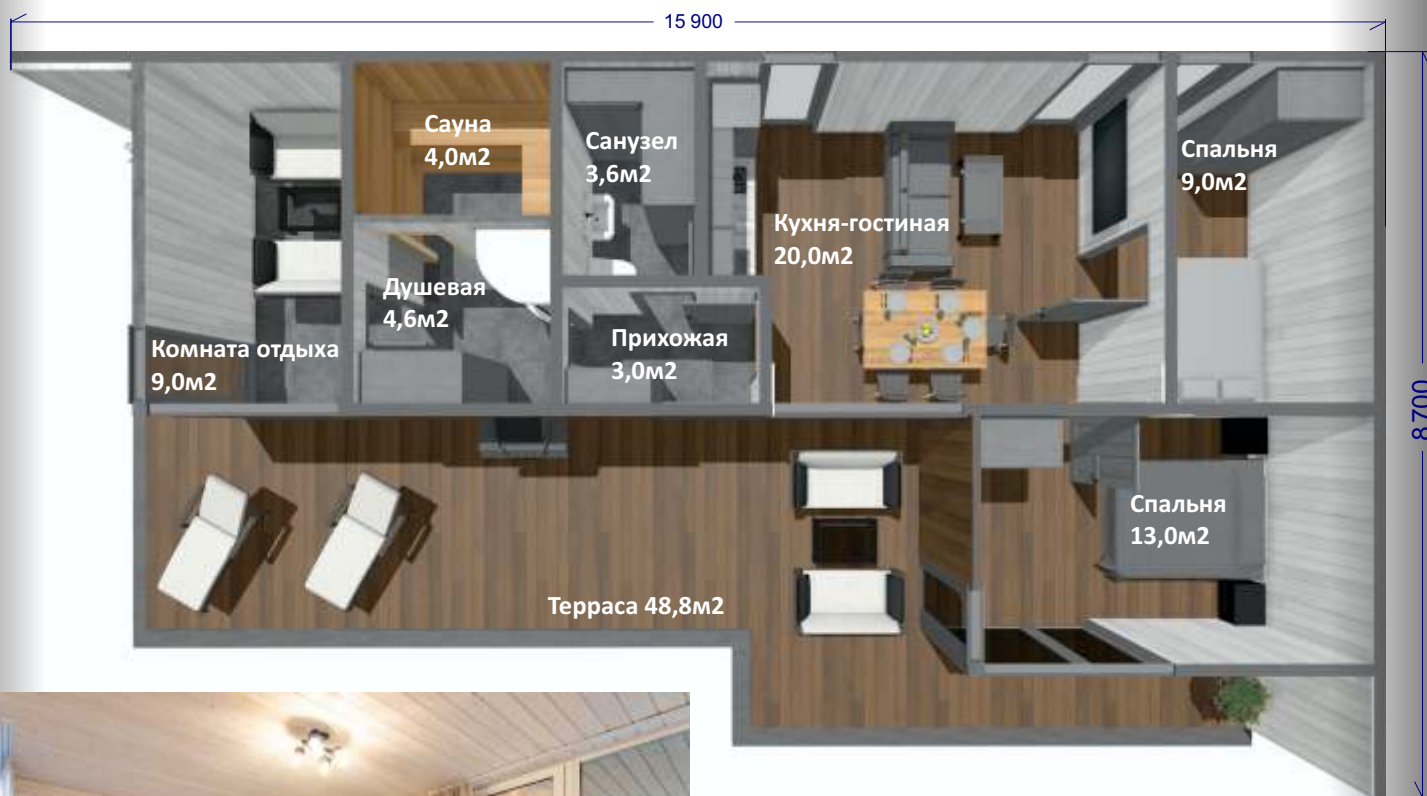 15 900
Сауна
4,0м2
Санузел
3,6м2
Спальня
9,0м2
Кухня-гостиная
20,0м2
Душевая
4,6м2
Прихожая
3,0м2
Комната отдыха
9,0м2
8 700
Спальня
13,0м2
Терраса 48,8м2